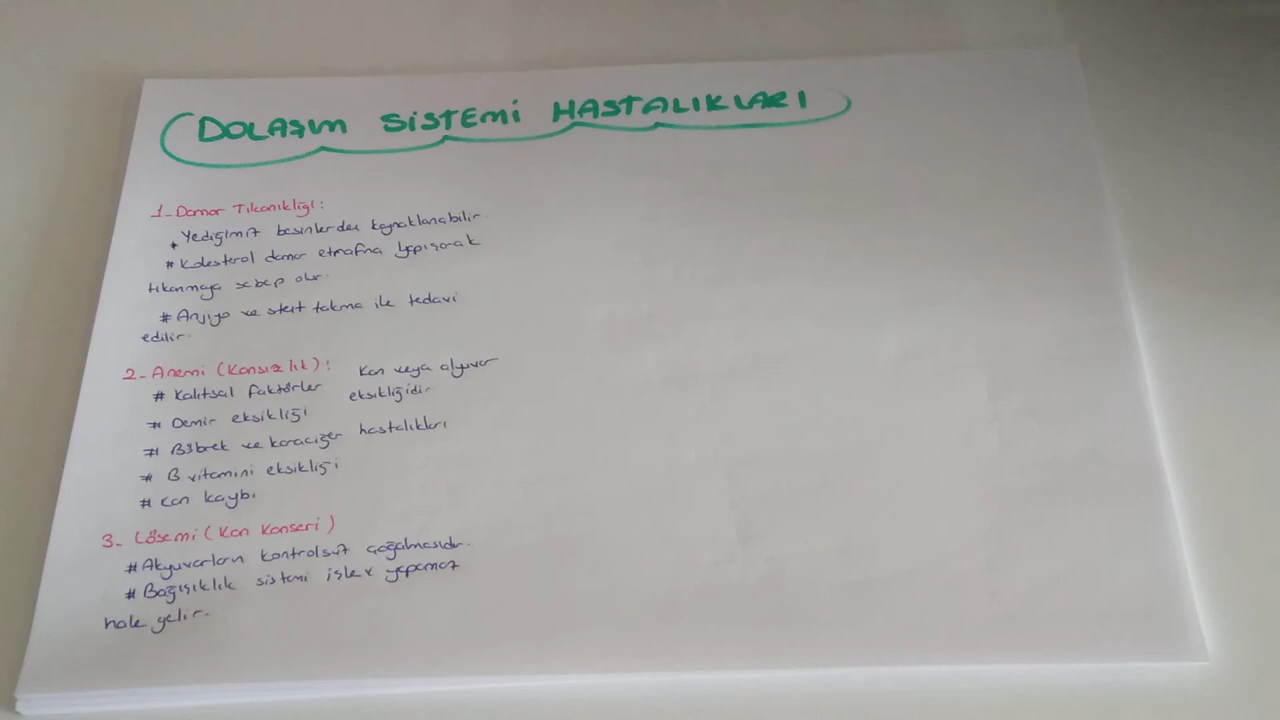 DOLAŞIM SİSTEMİ HASTALIKLARI
1-Damar Tıkanıklığı:
* Yediğimiz besinlerden kaynaklanabilir.
# Kolesterol damar etrafına yapışarak
tıkanmaya sebep olur.
# Anjiyo ve stent takma ile tedavi
edilir.
2- Anemi (Kansızlık): Kan veya alyuvar
eksikliğidir.
# Kalıtsal faktörler
# Demir eksikliği
# Böbrek ve karaciğer hastalıkları
# B vitamini eksikliği
# Kan kaybı
3- Lösemi (Kan Kanseri)
# Akyuvarların kontrolsuz çoğalmasıdır.
# Bağışıklık sistemi işlev yapamaz
hale gelir.